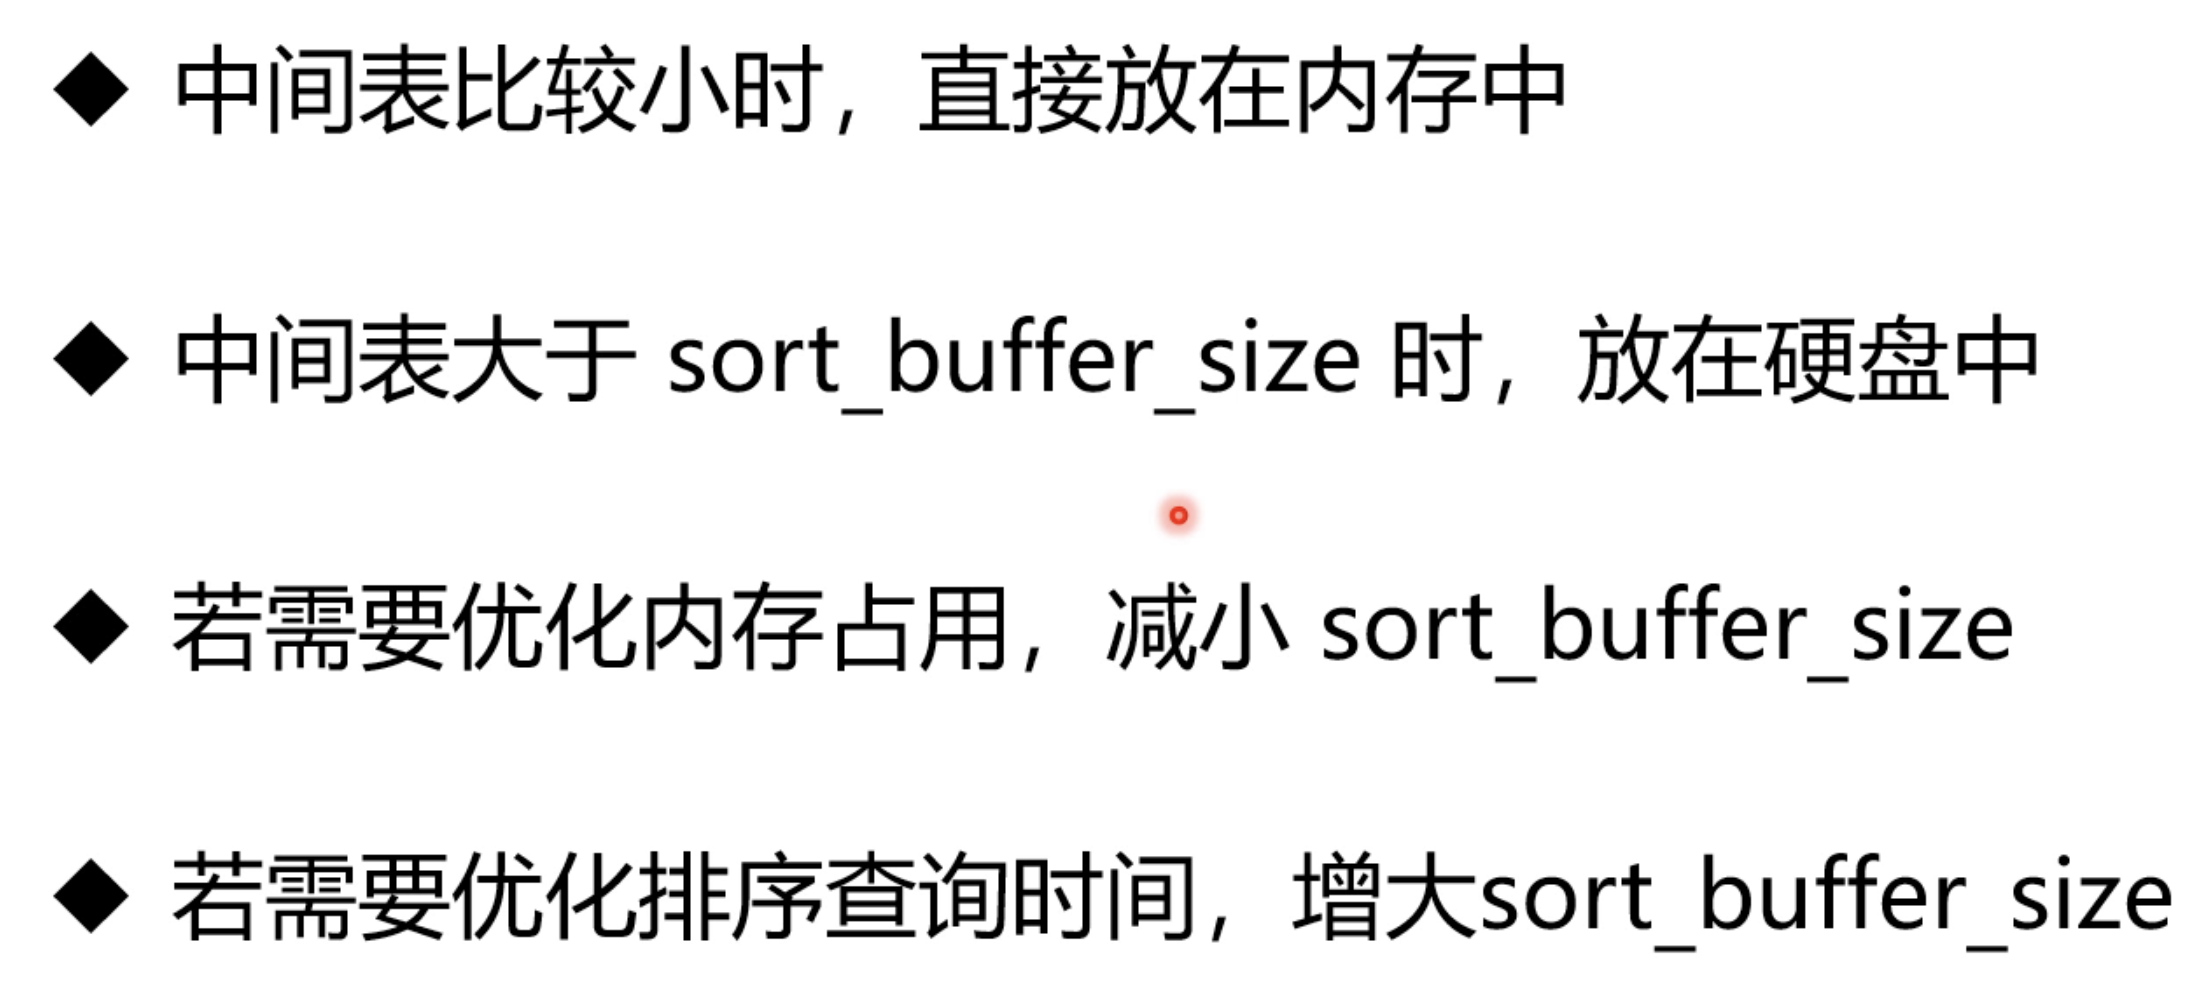 ◆ 中间表比较小时，直接放在内存中
◆ 中间表大于 sort_buffer_size 时，放在硬盘中
◆ 若需要优化内存占用，减小 sort_buffer_size
◆ 若需要优化排序查询时间，增大sort_buffer_size